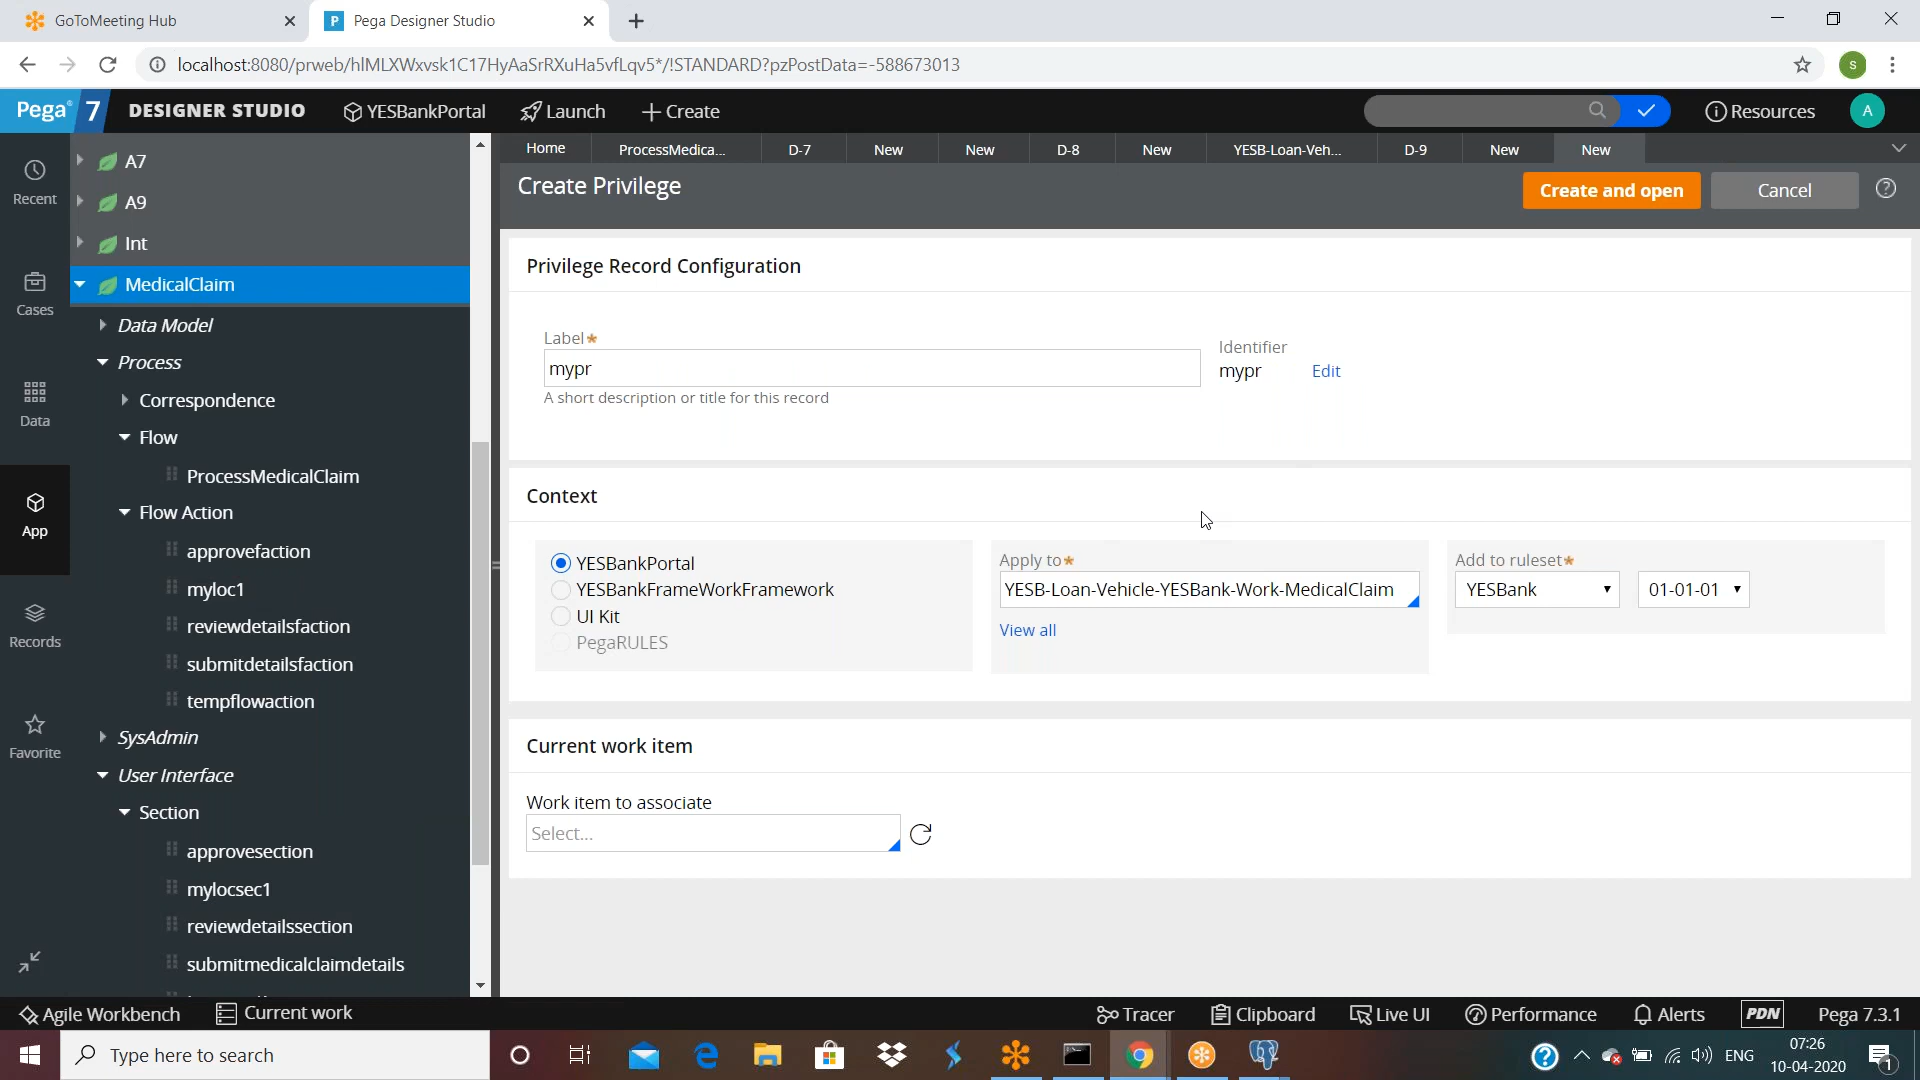 GoToMeeting Hub
Pega Designer Studio
localhost:8080/prweb/hIMLXWxvsk1C17HyAaSrRXuHa5vfLqv5*/!STANDARD?pzPostData=-588673013
S
Pega 7 DESIGNER STUDIO YESBankPortal Launch Create Resources A
Home ProcessMedica... D-7 New New D-8 New YESB-Loan-Veh... D-9 New New
Create Privilege
Create and open Cancel
Recent
Cases
Data
App
Records
Favorite
A7
A9
Int
MedicalClaim
Data Model
Process
Correspondence
Flow
ProcessMedicalClaim
Flow Action
approvefaction
myloc1
reviewdetailsfaction
submitdetailsfaction
tempflowaction
SysAdmin
User Interface
Section
approvesection
mylocsec1
reviewdetailssection
submitmedicalclaimdetails
Privilege Record Configuration
Label*
mypr
A short description or title for this record
Identifier
mypr Edit
Context
YESBankPortal
YESBankFrameWorkFramework
UI Kit
PegaRULES
Apply to*
YESB-Loan-Vehicle-YESBank-Work-MedicalClaim
View all
Add to ruleset*
YESBank 01-01-01
Current work item
Work item to associate
Select...
Agile Workbench Current work Tracer Clipboard Live UI Performance Alerts PDN Pega 7.3.1
Type here to search
ENG
07:26
10-04-2020
1